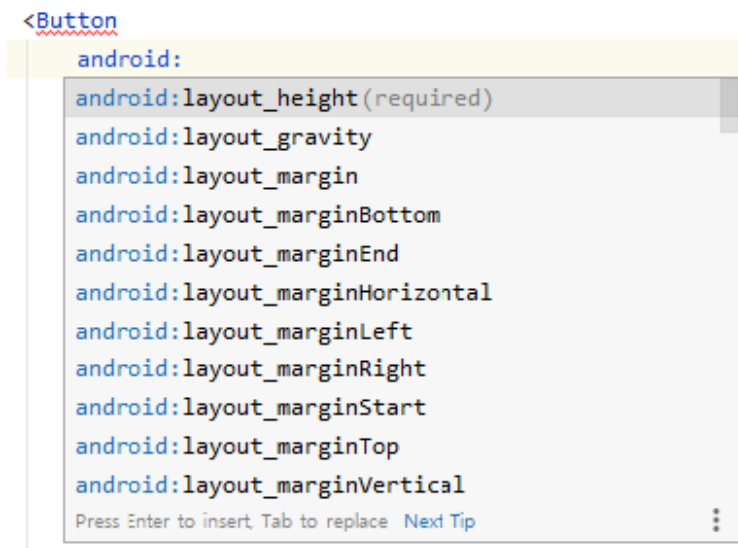 <Button
android:
android:layout_height(required)
android:layout_gravity
android:layout_margin
android:layout_marginBottom
android:layout_marginEnd
android:layout_marginHorizontal
android:layout_marginLeft
android:layout_marginRight
android:layout_marginStart
android:layout_marginTop
android:layout_marginVertical
Press Enter to insert, Tab to replace Next Tip